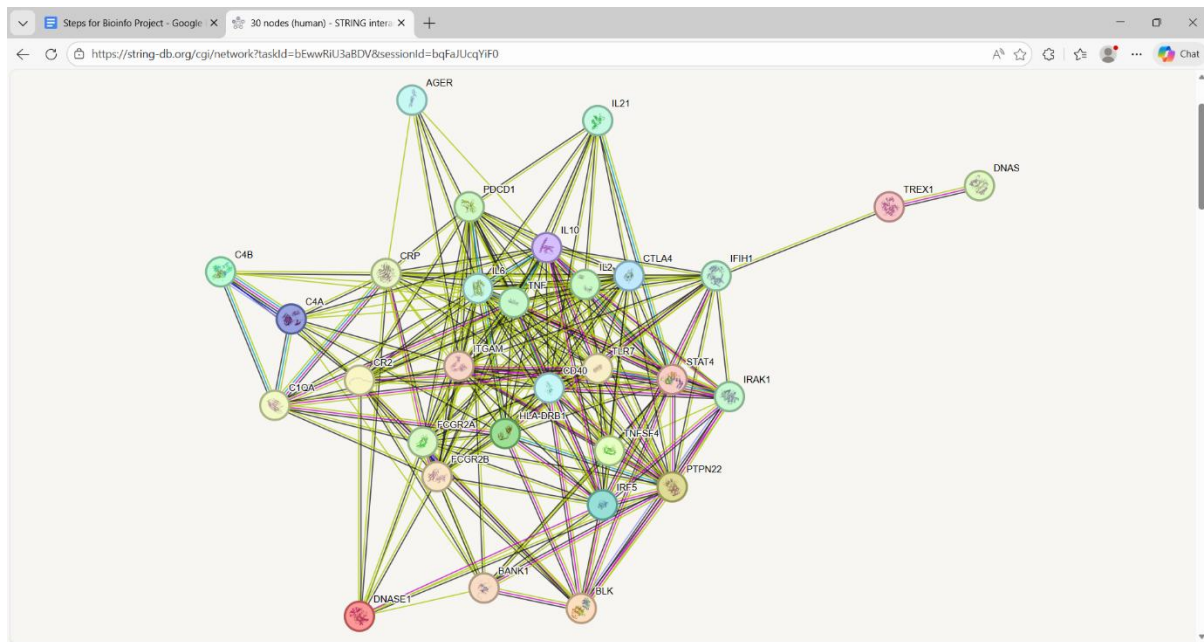 Steps for Bioinfo Project - Google
30 nodes (human) - STRING intera
https://string-db.org/cgi/network?taskId=bEwwRiU3aBDV&sessionId=bqFaJUcqYiF0
Chat
AGER
IL21
DNAS
TREX1
PDCD1
IL10
C4B
CRP
IL6
IL2
CTLA4
IFIH1
TNF
C4A
ITGAM
TLR7
CR2
CD40
STAT4
IRAK1
C1QA
HLA-DRB1
FCGR2A
TNFSF4
FCGR2B
PTPN22
IRF5
BANK1
BLK
DNASE1